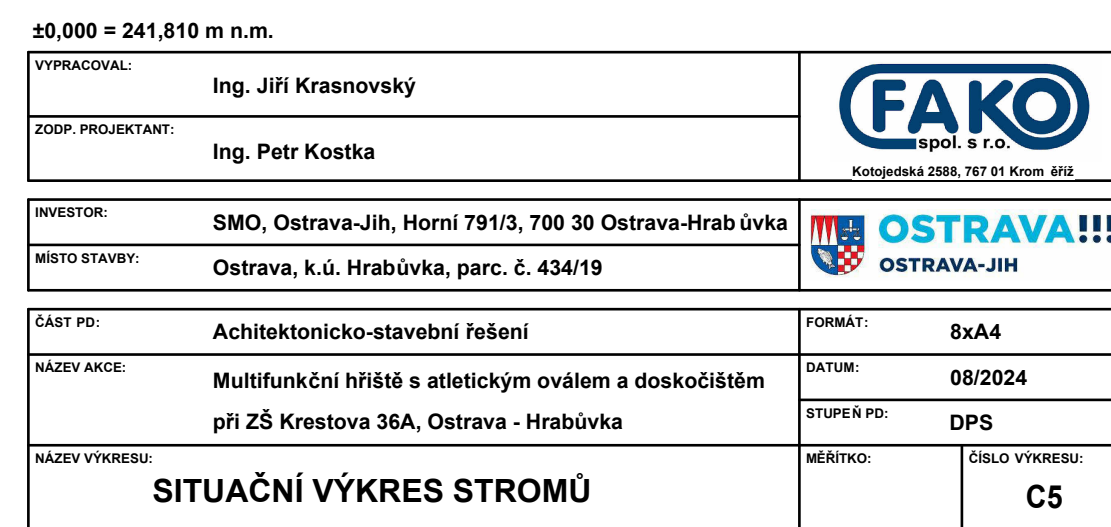 ±0,000 = 241,810 m n.m.
VYPRACOVAL:
Ing. Jiří Krasnovský
ZODP. PROJEKTANT:
Ing. Petr Kostka
FAKO
spol. s r.o.
Kotojedská 2588, 767 01 Krom ěříž
INVESTOR:
SMO, Ostrava-Jih, Horní 791/3, 700 30 Ostrava-Hrab ůvka
MÍSTO STAVBY:
Ostrava, k.ú. Hrabůvka, parc. č. 434/19
OSTRAVA!!!
OSTRAVA-JIH
ČÁST PD:
Achitektonicko-stavební řešení
FORMÁT:
8xA4
NÁZEV AKCE:
Multifunkční hřiště s atletickým oválem a doskočištěm
při ZŠ Krestova 36A, Ostrava - Hrabůvka
DATUM:
08/2024
STUPEŇ PD:
DPS
NÁZEV VÝKRESU:
SITUAČNÍ VÝKRES STROMŮ
MĚŘÍTKO:
ČÍSLO VÝKRESU:
C5